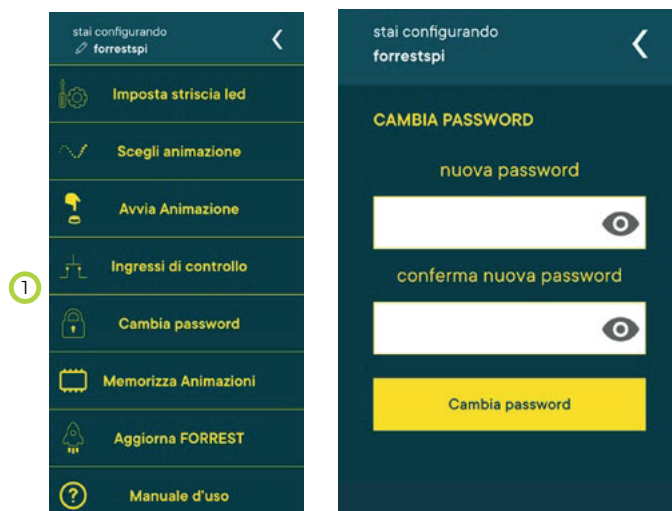 stai configurando
forrestspi
Imposta striscia led
Scegli animazione
Avvia Animazione
Ingressi di controllo
1
Cambia password
Memorizza Animazioni
Aggiorna FORREST
? Manuale d'uso
stai configurando
forrestspi
CAMBIA PASSWORD
nuova password
conferma nuova password
Cambia password